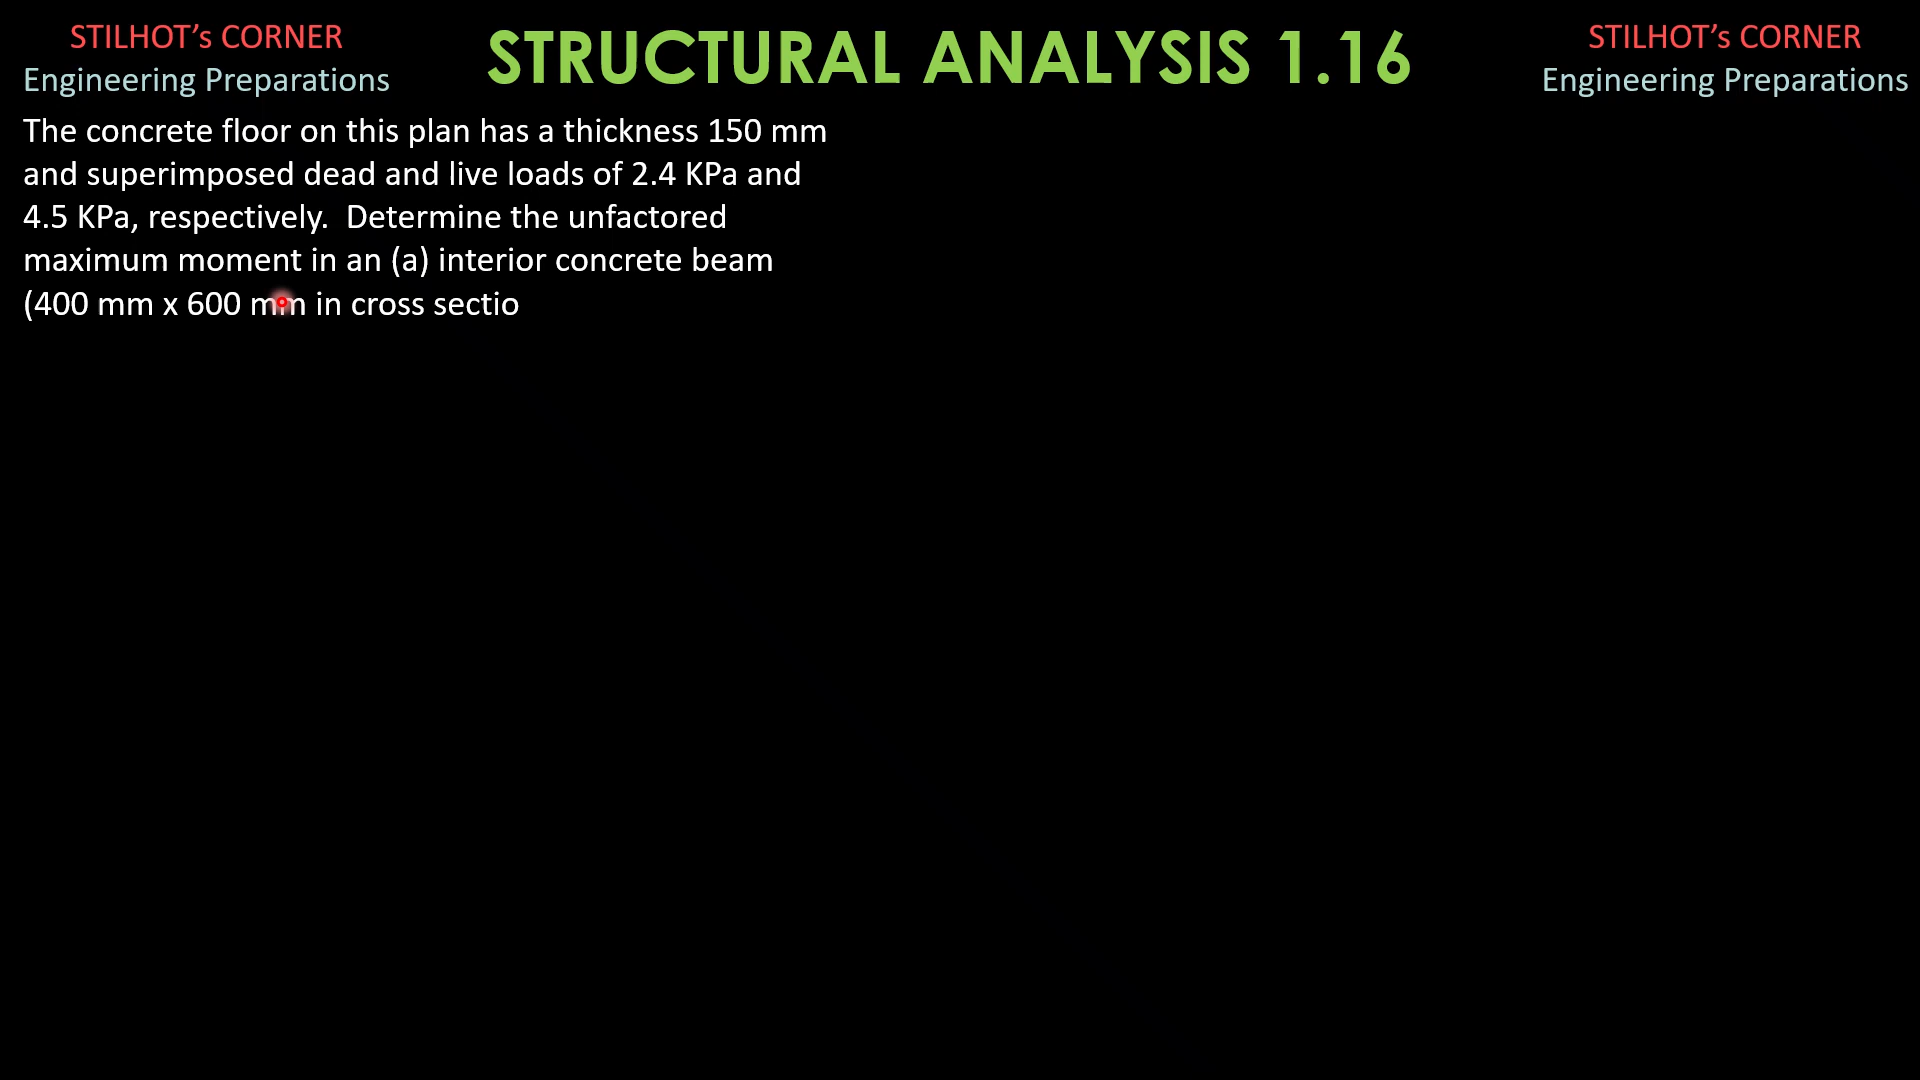 STILHOT’s CORNER
Engineering Preparations
STRUCTURAL ANALYSIS 1.16
STILHOT’s CORNER
Engineering Preparations
The concrete floor on this plan has a thickness 150 mm
and superimposed dead and live loads of 2.4 KPa and
4.5 KPa, respectively.  Determine the unfactored
maximum moment in an (a) interior concrete beam
(400 mm x 600 mm in cross sectio